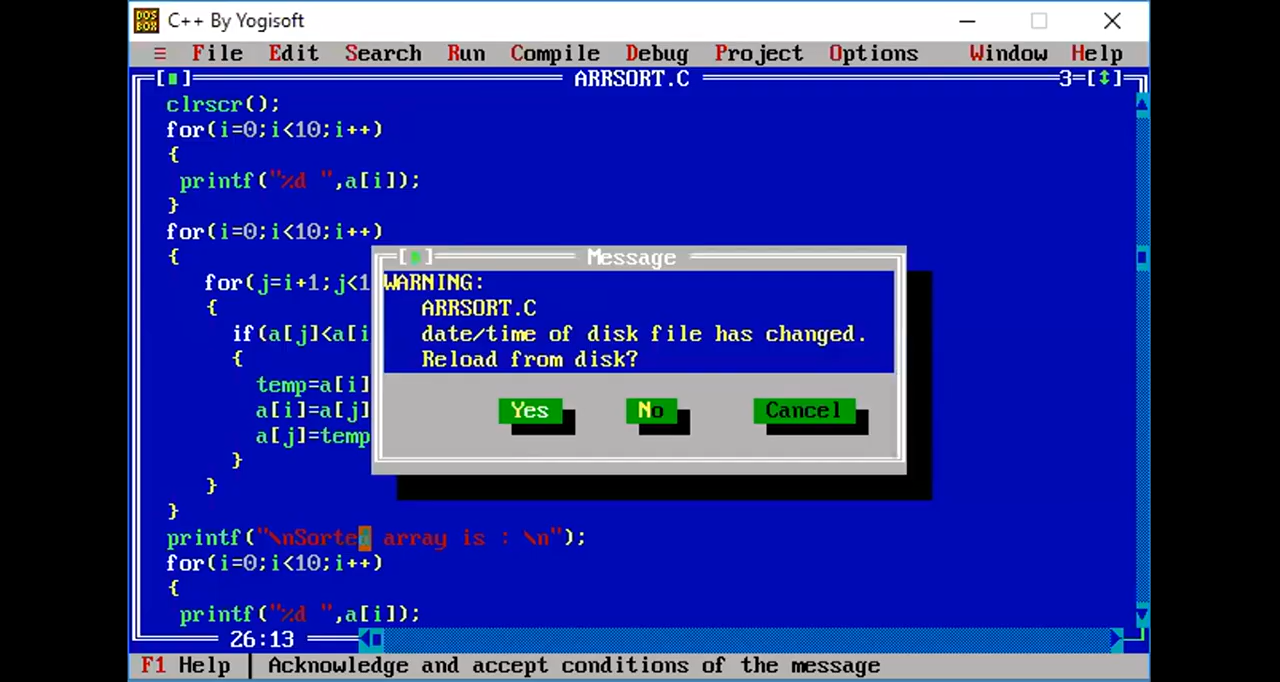 DOS BOX C++ By Yogisoft
≡ File Edit Search Run Compile Debug Project Options Window Help
[■] ARRSORT.C 3=[↕]
clrscr();
for(i=0;i<10;i++)
{
printf("%d ",a[i]);
}
for(i=0;i<10;i++)
{
for(j=i+1;j<1
{
if(a[j]<a[i
{
temp=a[i]
a[i]=a[j]
a[j]=temp
}
}
}
printf("\nSorted array is : \n");
for(i=0;i<10;i++)
{
printf("%d ",a[i]);
26:13
[■] Message
WARNING:
ARRSORT.C
date/time of disk file has changed.
Reload from disk?
Yes No Cancel
F1 Help | Acknowledge and accept conditions of the message